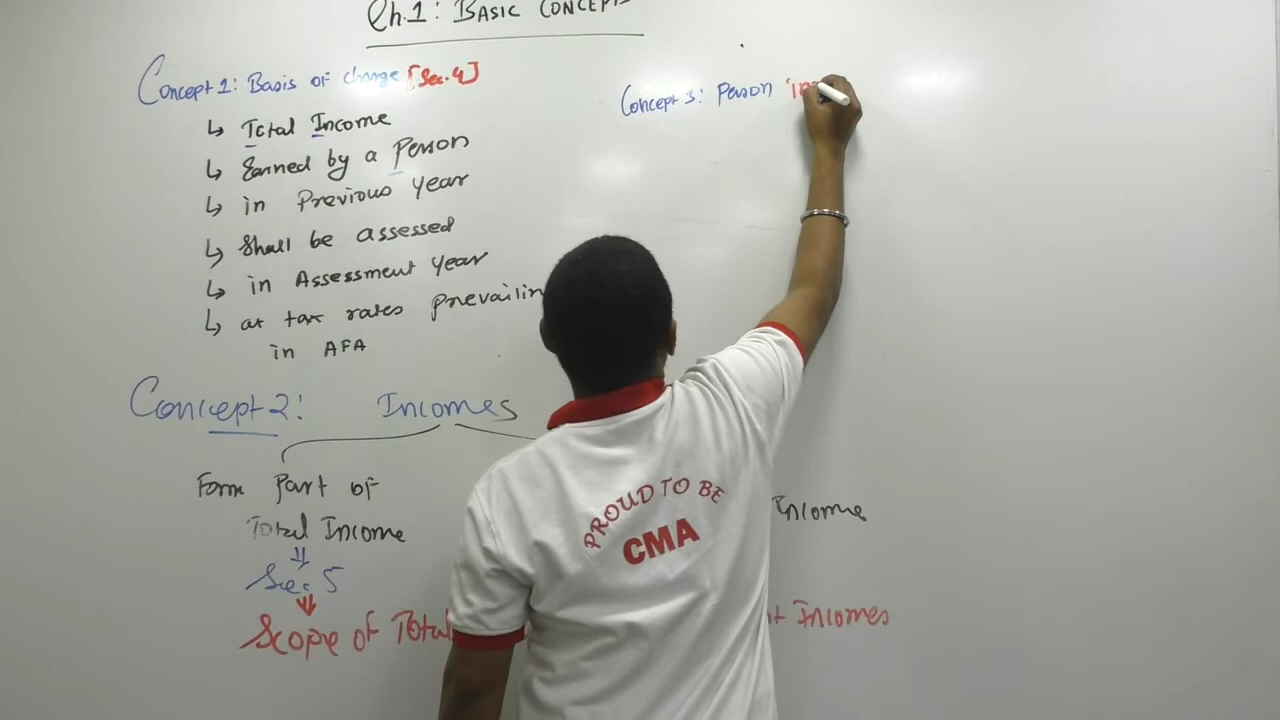 Ch.1: BASIC CONCEPT
Concept 1: Basis of charge [Sec.4]
↳ Total Income
↳ Earned by a Person
↳ in Previous Year
↳ Shall be assessed
↳ in Assessment Year
↳ at tax rates prevailin
in AFA
Concept 2: Incomes
Form Part of
Total Income
⇓
Sec. 5
⇓
Scope of Total
Income
Incomes
Concept 3: Person
PROUD TO BE
CMA